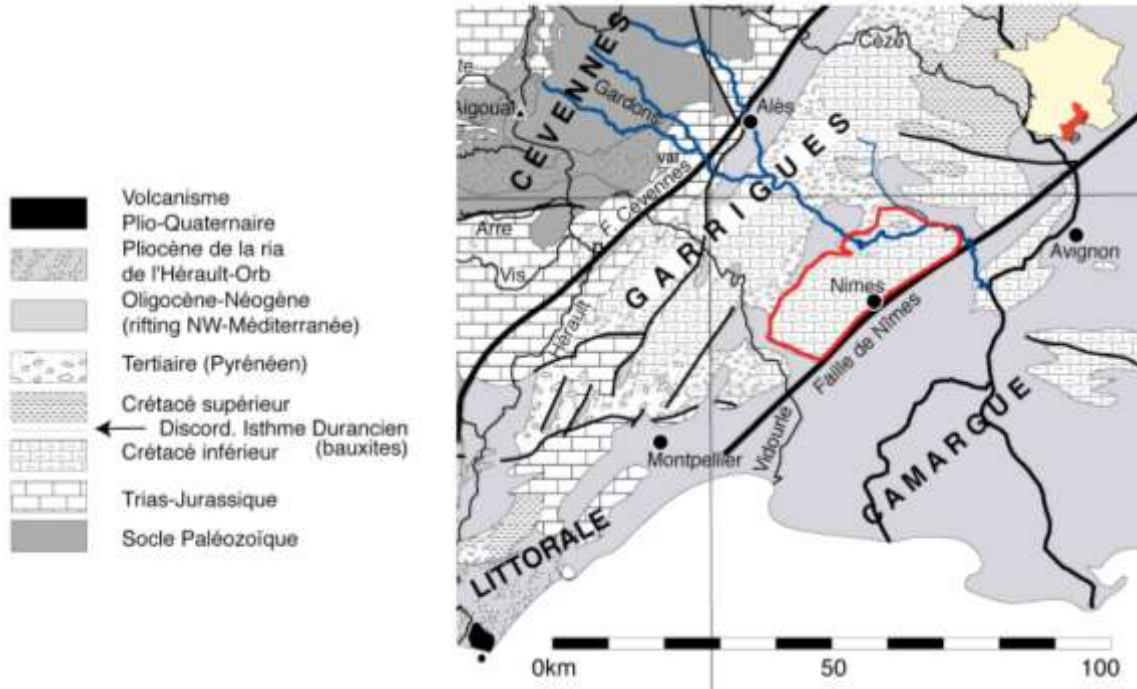 Volcanisme
Plio-Quaternaire
Pliocène de la ria
de l'Hérault-Orb
Oligocène-Néogène
(rifting NW-Méditerranée)
Tertiaire (Pyrénéen)
Crétacé supérieur
Discord. Isthme Durancien
(bauxites)
Crétacé inférieur
Trias-Jurassique
Socle Paléozoïque
CÉVENNES
Cèze
Aigoual
Gardons
Alès
F. Cévennes
GARRIGUES
Arre
Vis
Avignon
Nimes
Hérault
Faille de Nîmes
Vidourle
Montpellier
CAMARGUE
LITTORALE
0km
50
100